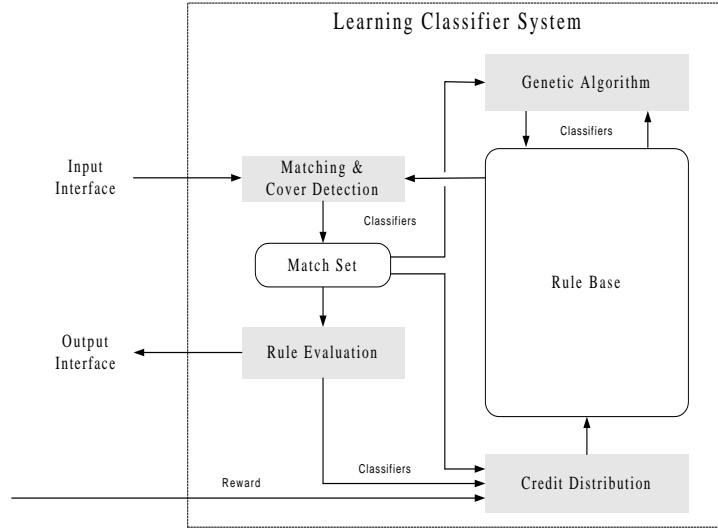 Learning Classifier System
Genetic Algorithm
Classifiers
Input
Interface
Matching &
Cover Detection
Classifiers
Match Set
Rule Base
Output
Interface
Rule Evaluation
Classifiers
Reward
Credit Distribution